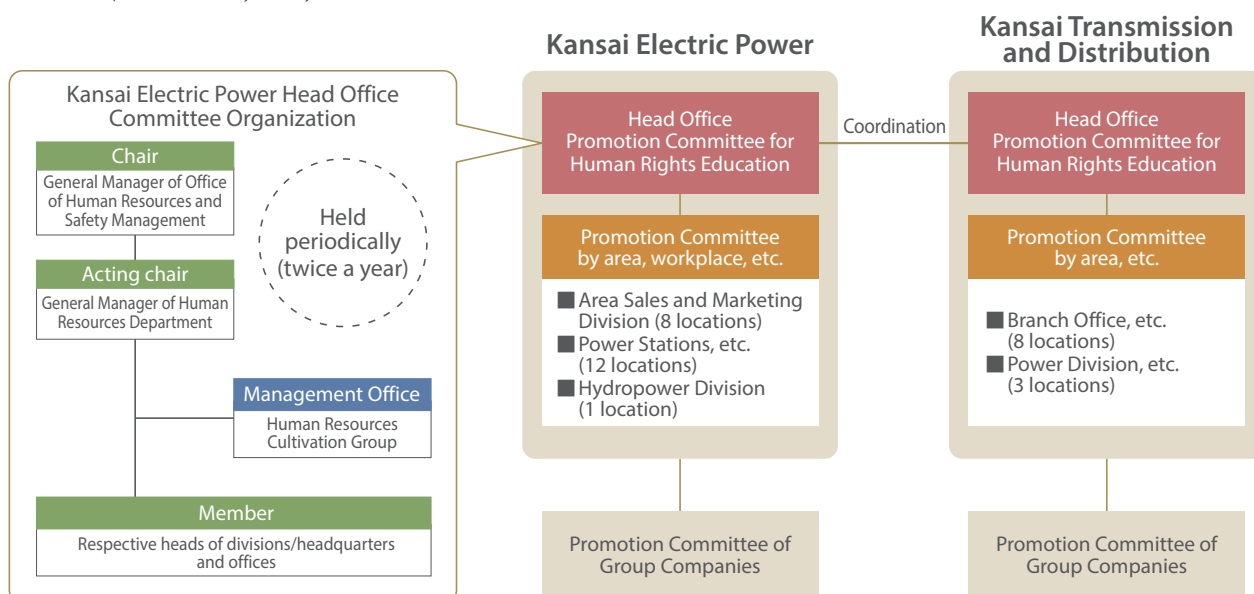 Kansai Electric Power Head Office
Committee Organization
Chair
General Manager of Office
of Human Resources and
Safety Management
Acting chair
General Manager of Human
Resources Department
Held
periodically
(twice a year)
Management Office
Human Resources
Cultivation Group
Member
Respective heads of divisions/headquarters
and offices
Kansai Electric Power
Head Office
Promotion Committee for
Human Rights Education
Promotion Committee
by area, workplace, etc.
■ Area Sales and Marketing
Division (8 locations)
■ Power Stations, etc.
(12 locations)
■ Hydropower Division
(1 location)
Promotion Committee of
Group Companies
Coordination
Kansai Transmission
and Distribution
Head Office
Promotion Committee for
Human Rights Education
Promotion Committee
by area, etc.
■ Branch Office, etc.
(8 locations)
■ Power Division, etc.
(3 locations)
Promotion Committee of
Group Companies